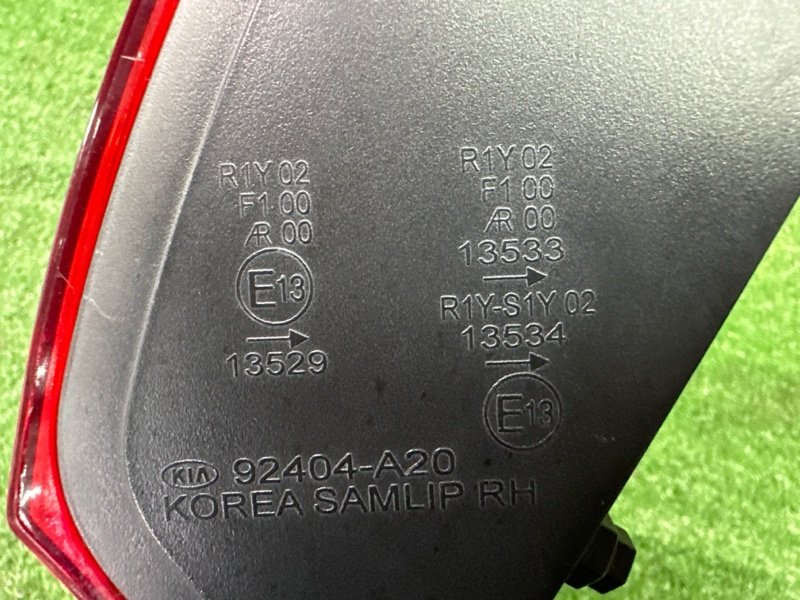 R1Y 02
F1 00
AR 00
E13
13529
R1Y 02
F1 00
AR 00
13533
R1Y-S1Y 02
13534
E13
KIA 92404-A20
KOREA SAMLIP RH